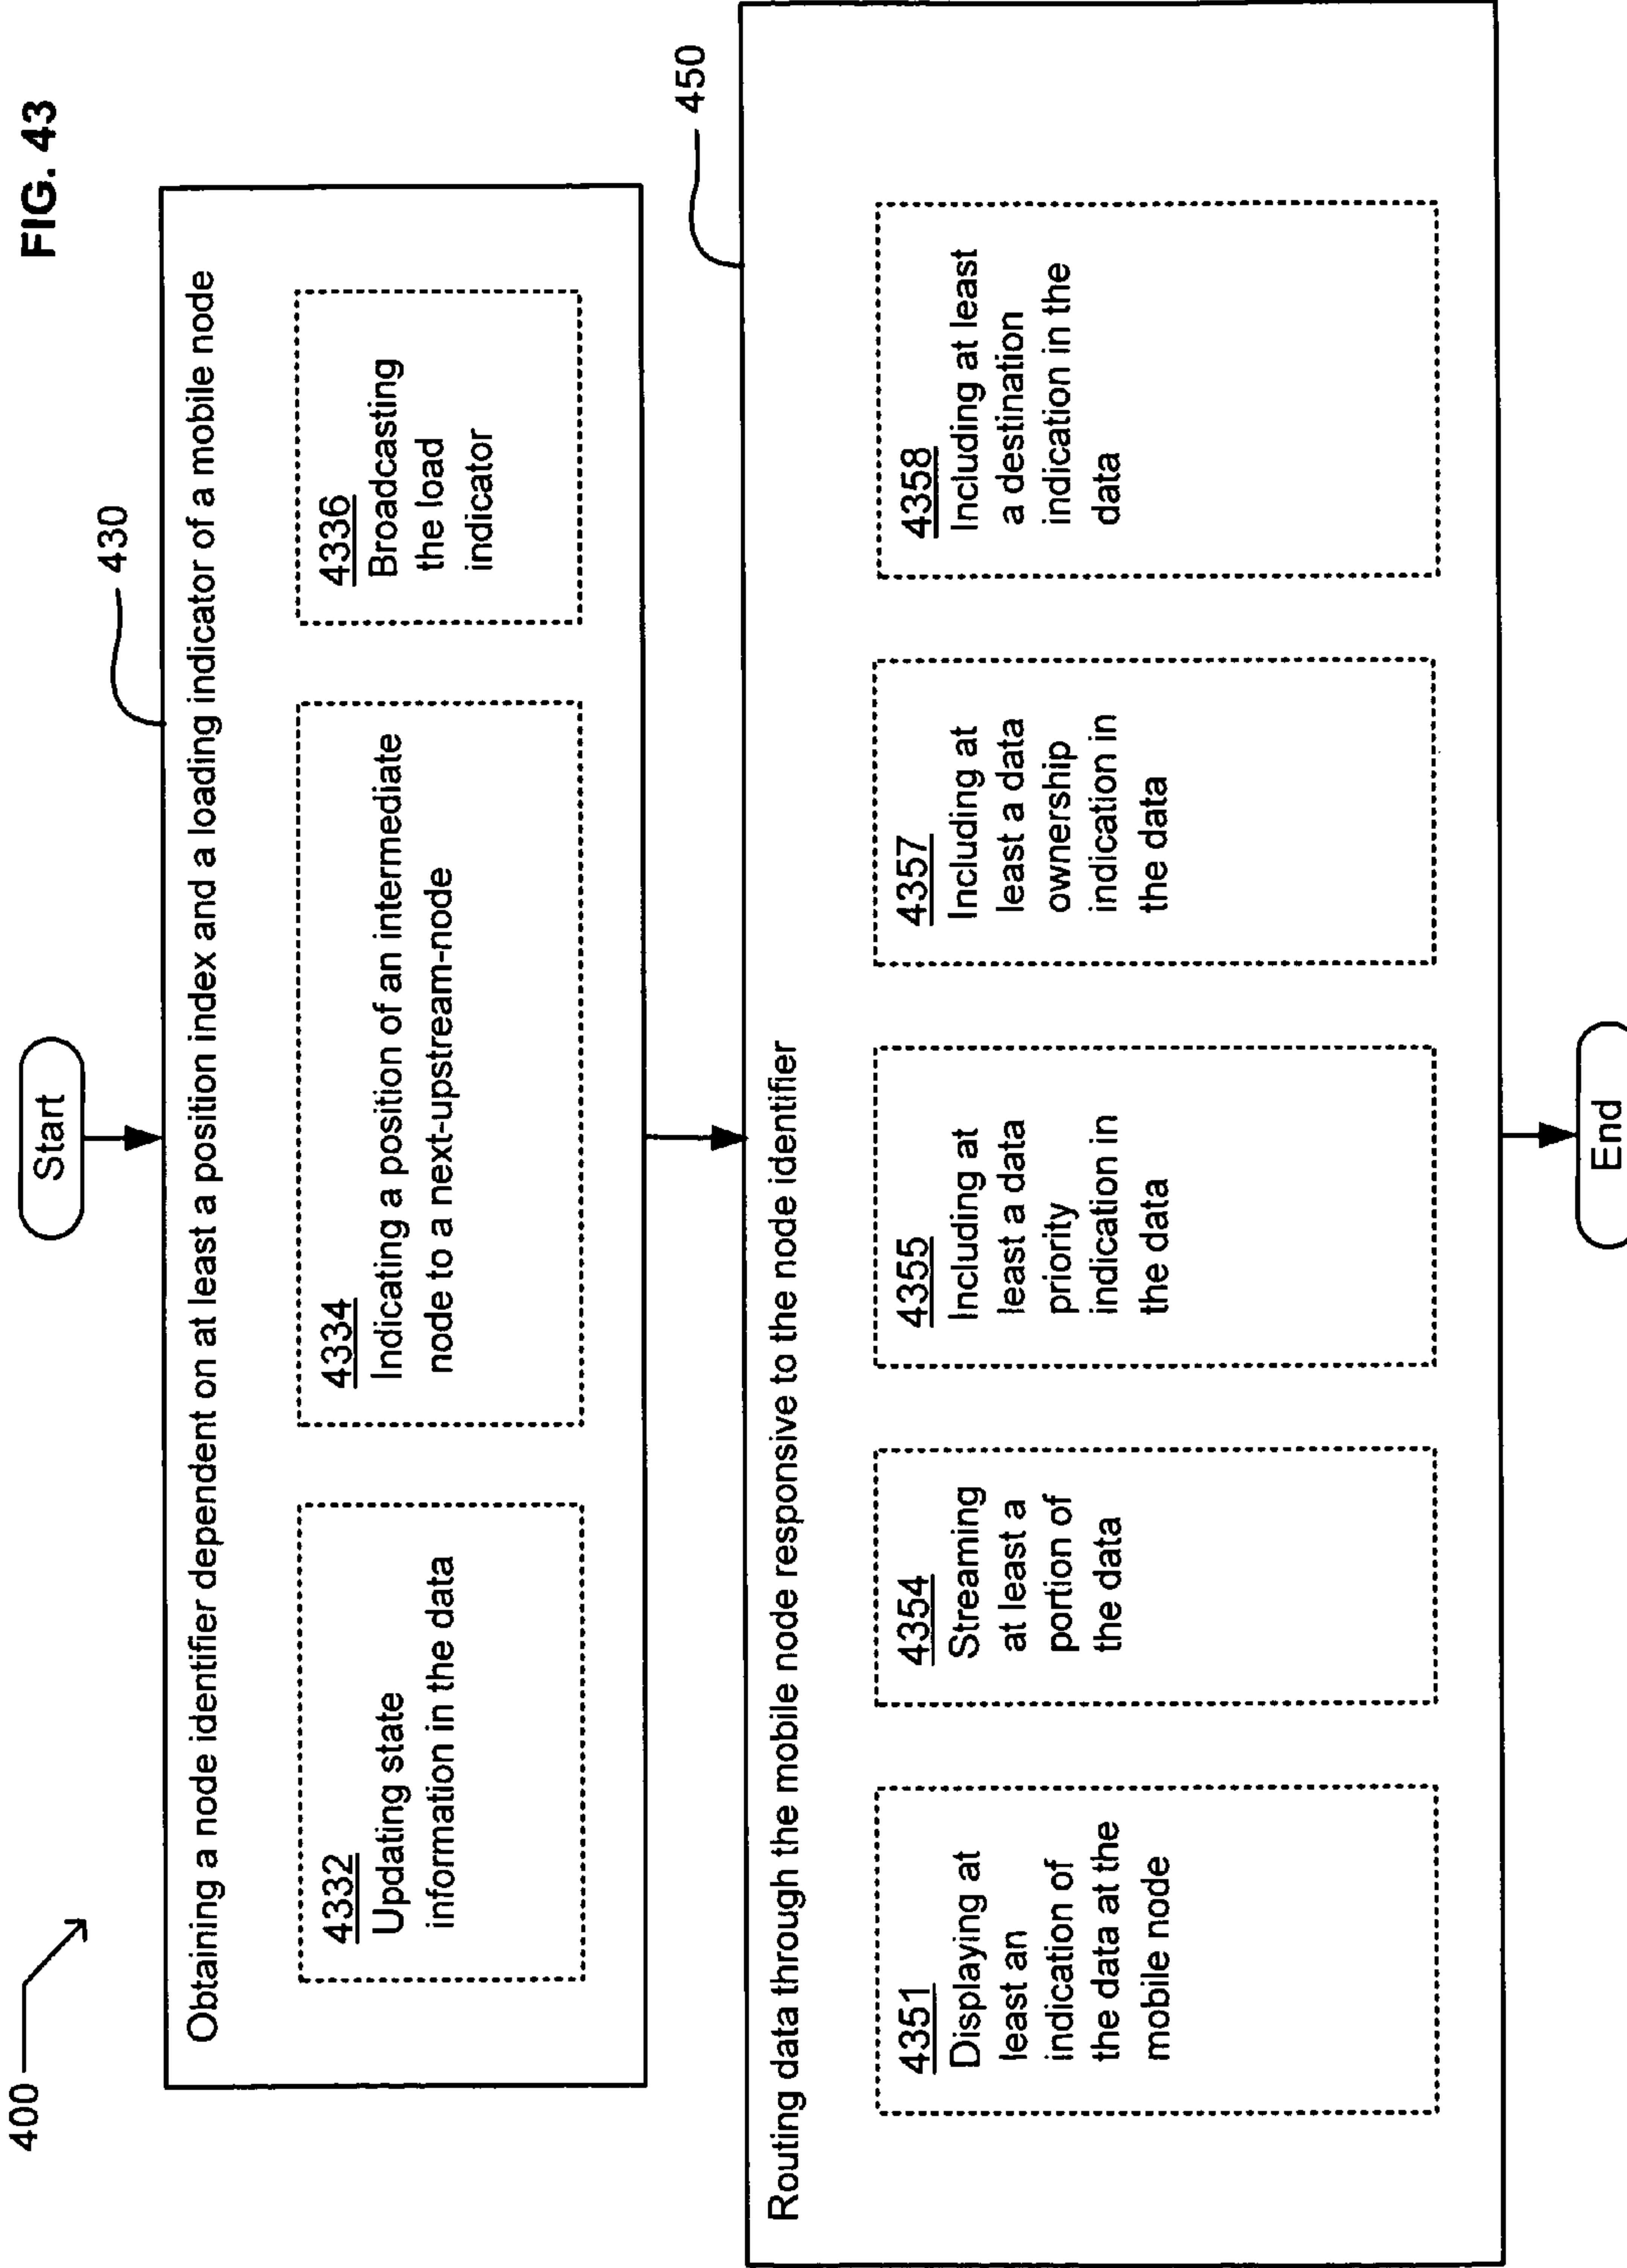 FIG. 43
400
Start
430
Obtaining a node identifier dependent on at least a position index and a loading indicator of a mobile node
4332
Updating state
information in the data
4334
Indicating a position of an intermediate
node to a next-upstream-node
4336
Broadcasting
the load
indicator
450
Routing data through the mobile node responsive to the node identifier
4351
Displaying at
least an
indication of
the data at the
mobile node
4354
Streaming
at least a
portion of
the data
4355
Including at
least a data
priority
indication in
the data
4357
Including at
least a data
ownership
indication in
the data
4358
Including at least
a destination
indication in the
data
End